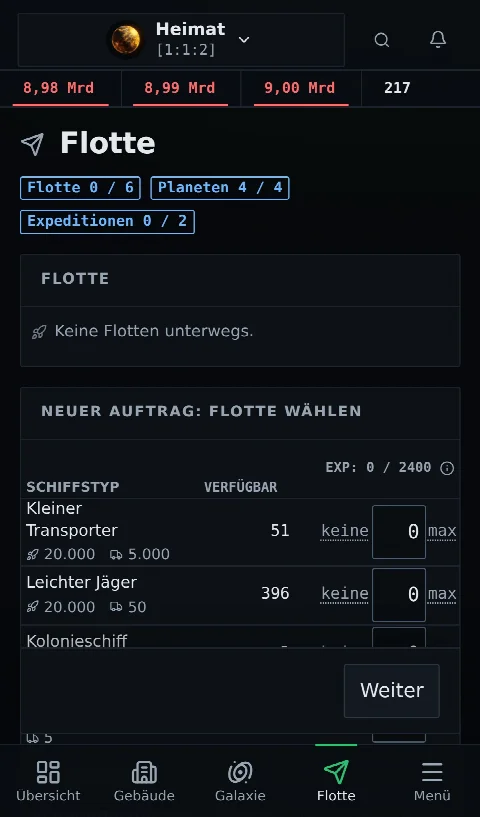 Heimat
[1:1:2]
8,98 Mrd 8,99 Mrd 9,00 Mrd 217
Flotte
Flotte 0 / 6 Planeten 4 / 4
Expeditionen 0 / 2
FLOTTE
Keine Flotten unterwegs.
NEUER AUFTRAG: FLOTTE WÄHLEN
EXP: 0 / 2400
SCHIFFSTYP VERFÜGBAR
Kleiner
Transporter 51 keine 0 max
20.000 5.000
Leichter Jäger 396 keine 0 max
20.000 50
Kolonieschiff
Weiter
5
Übersicht Gebäude Galaxie Flotte Menü